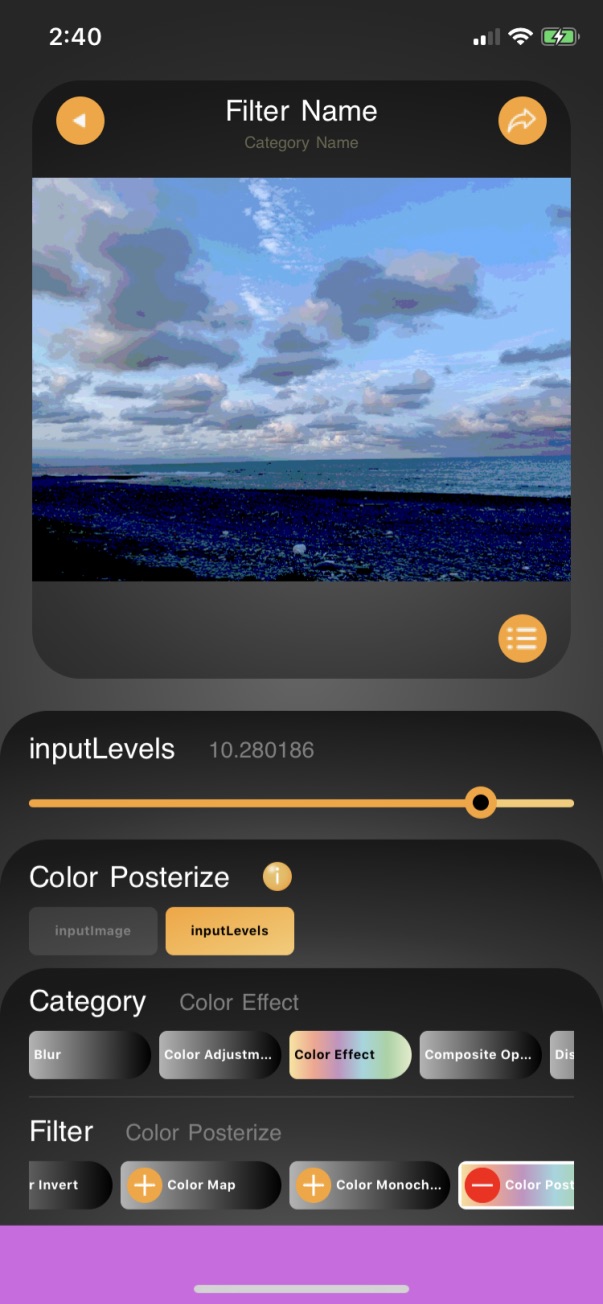 2:40
Filter Name
Category Name
inputLevels 10.280186
Color Posterize i
inputImage inputLevels
Category Color Effect
Blur Color Adjustm... Color Effect Composite Op... Dis
Filter Color Posterize
r Invert Color Map Color Monoch... Color Post